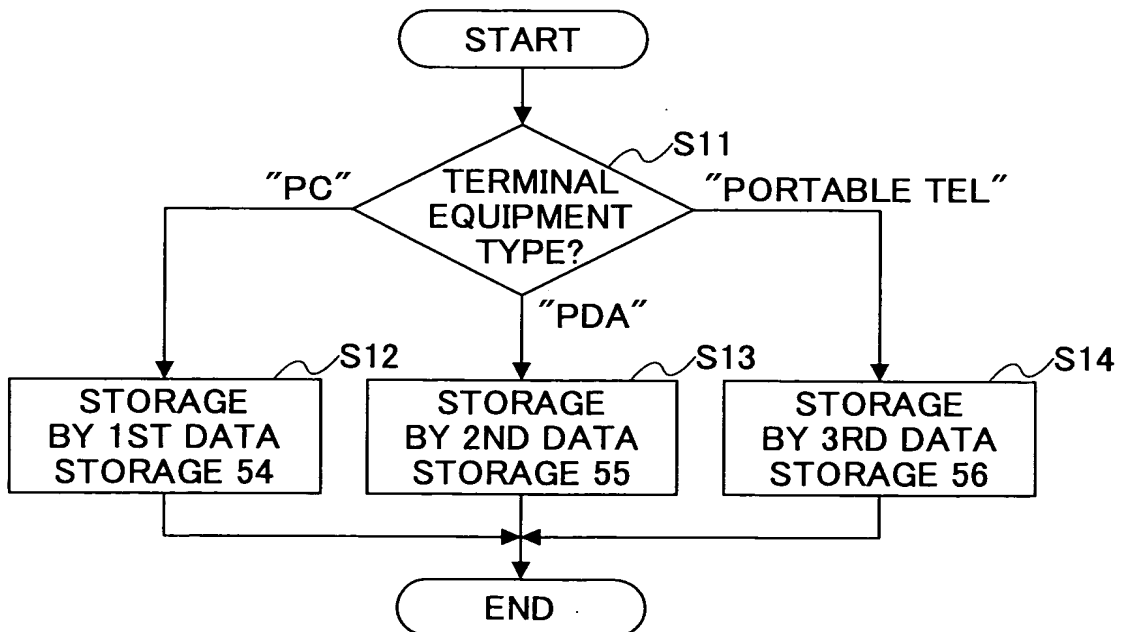 START
S11
"PC"
TERMINAL
EQUIPMENT
TYPE?
"PORTABLE TEL"
"PDA"
S12
STORAGE
BY 1ST DATA
STORAGE 54
S13
STORAGE
BY 2ND DATA
STORAGE 55
S14
STORAGE
BY 3RD DATA
STORAGE 56
END